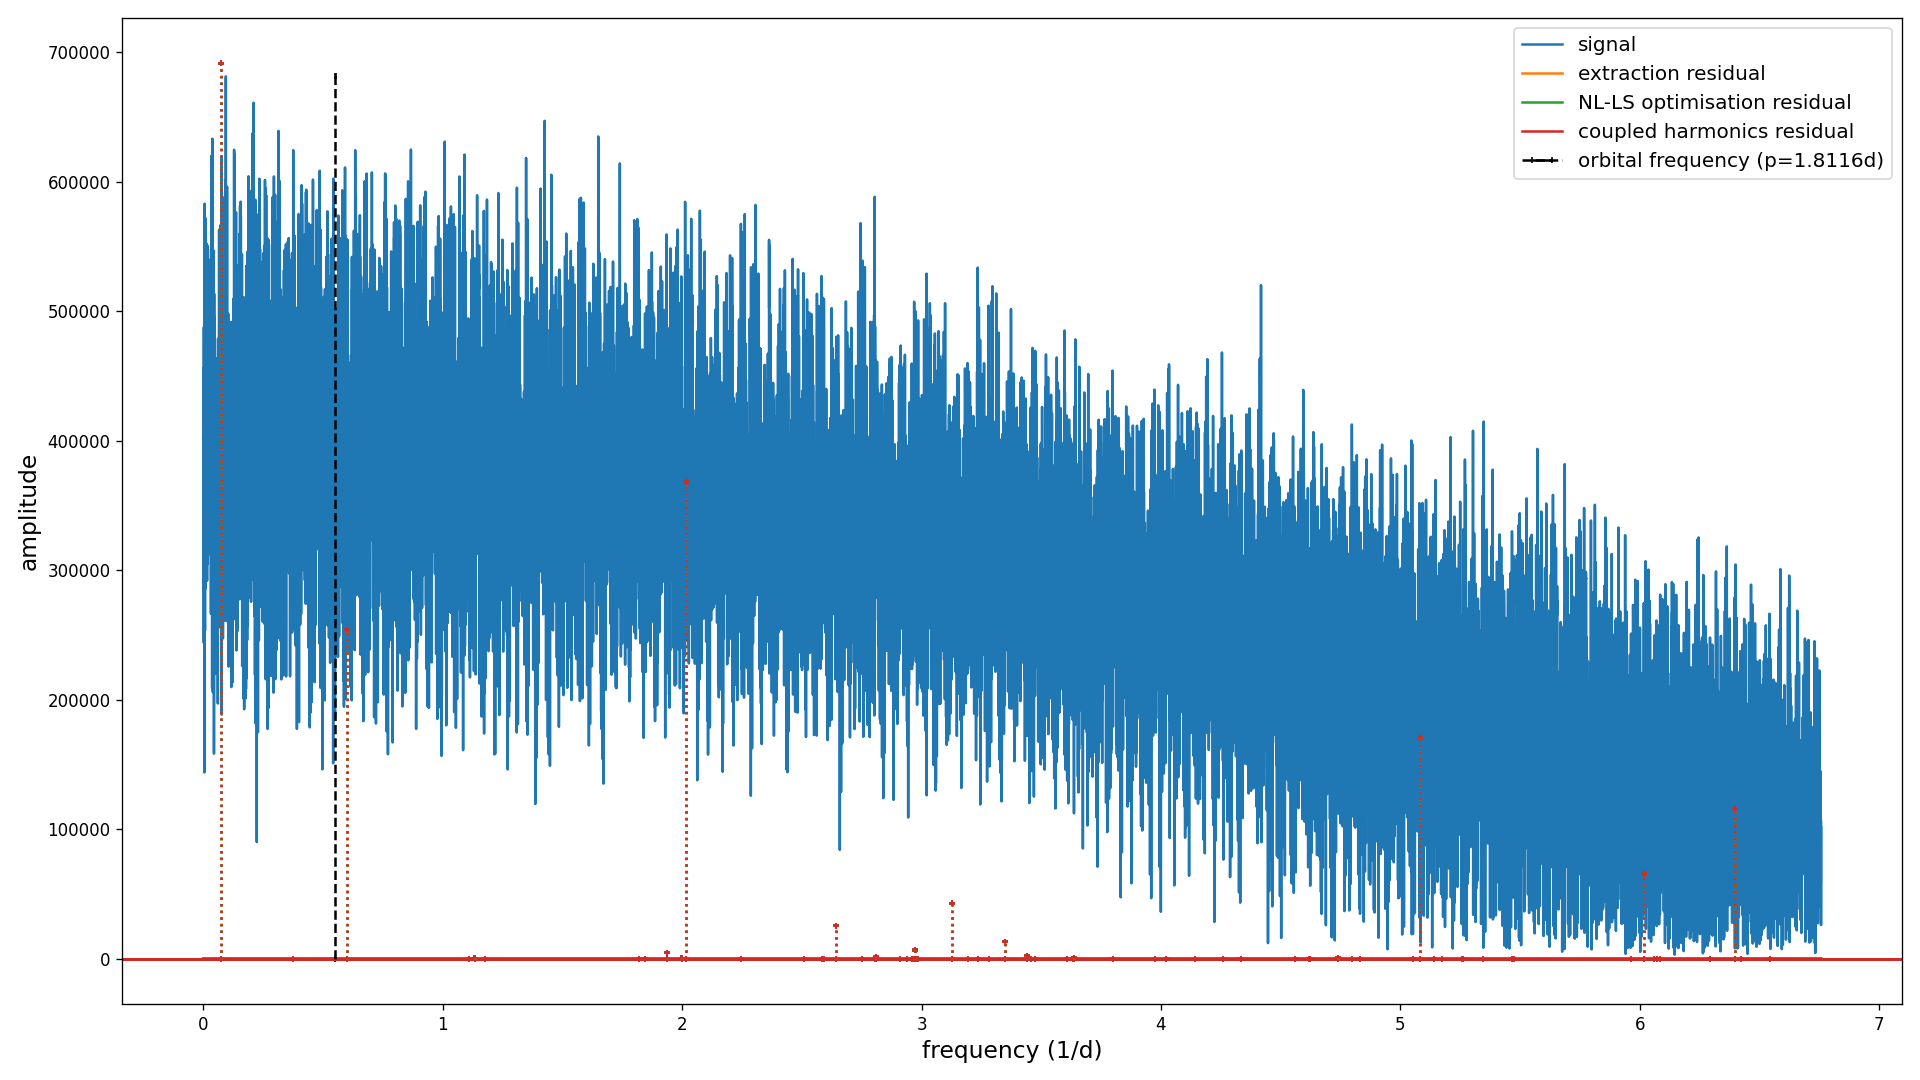 700000
600000
500000
400000
300000
200000
100000
0
amplitude
0 1 2 3 4 5 6 7
frequency (1/d)
signal
extraction residual
NL-LS optimisation residual
coupled harmonics residual
orbital frequency (p=1.8116d)